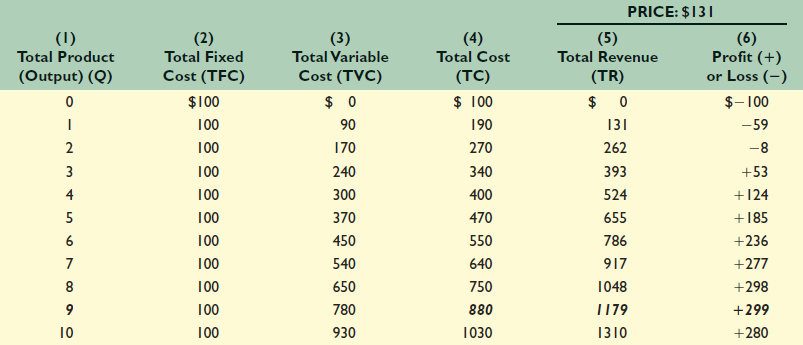 PRICE: $131
(1) (2) (3) (4) (5) (6)
Total Product Total Fixed Total Variable Total Cost Total Revenue Profit (+)
(Output) (Q) Cost (TFC) Cost (TVC) (TC) (TR) or Loss (−)
0 $100 $ 0 $ 100 $ 0 $−100
1 100 90 190 131 −59
2 100 170 270 262 −8
3 100 240 340 393 +53
4 100 300 400 524 +124
5 100 370 470 655 +185
6 100 450 550 786 +236
7 100 540 640 917 +277
8 100 650 750 1048 +298
9 100 780 880 1179 +299
10 100 930 1030 1310 +280